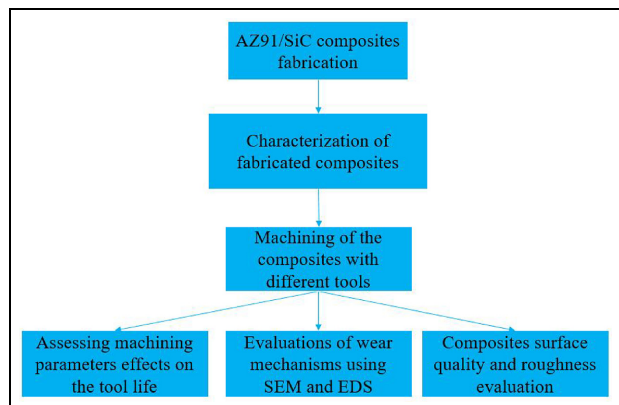 AZ91/SiC composites
fabrication
Characterization of
fabricated composites
Machining of the
composites with
different tools
Assessing machining
parameters effects on
the tool life
Evaluations of wear
mechanisms using
SEM and EDS
Composites surface
quality and roughness
evaluation